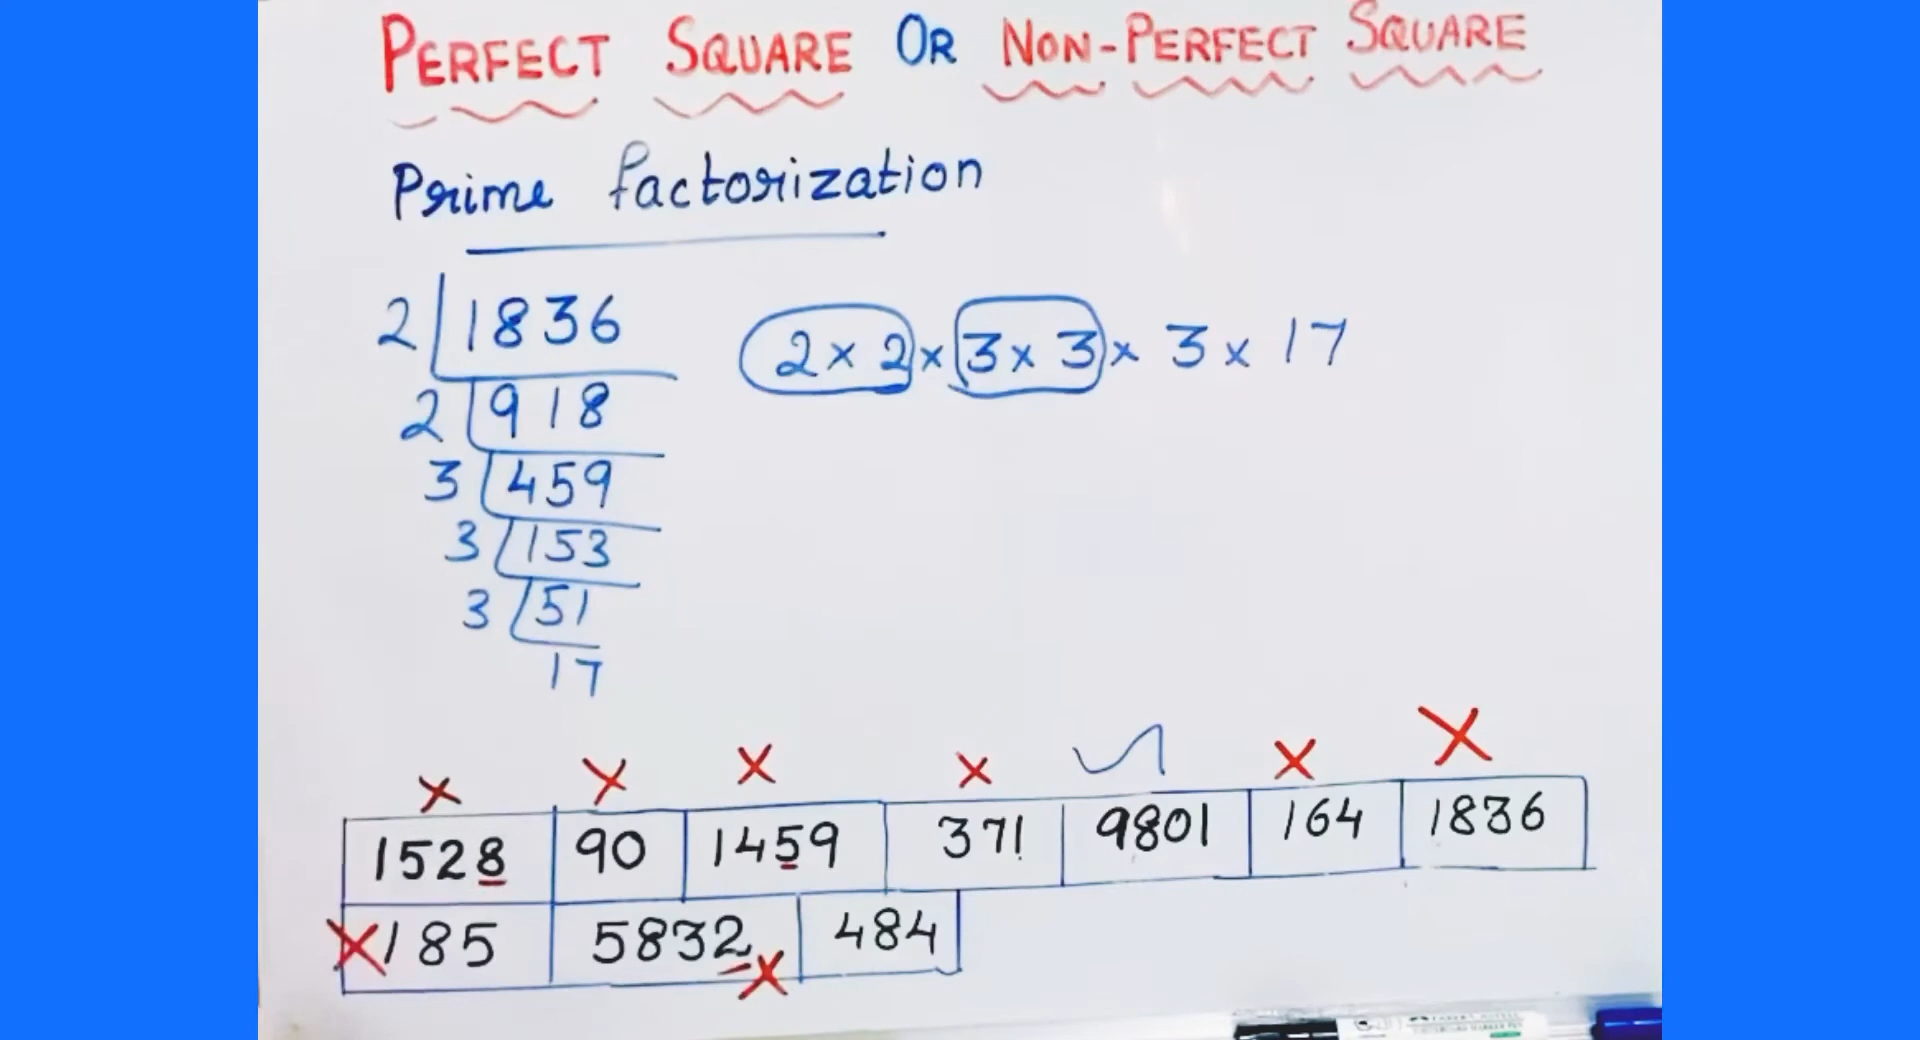 PERFECT SQUARE OR NON-PERFECT SQUARE
Prime factorization
2 | 1836
2 | 918
3 | 459
3 | 153
3 | 51
17
2 × 2 × 3 × 3 × 3 × 17
× × × × × ×
1528 90 1459 371 9801 164 1836
× 185 5832 × 484